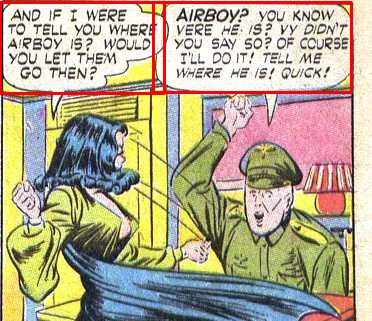 AND IF I WERE
TO TELL YOU WHERE
AIRBOY IS? WOULD
YOU LET THEM
GO THEN?
AIRBOY? YOU KNOW
VERE HE IS? VY DIDN'T
YOU SAY SO? OF COURSE
I'LL DO IT! TELL ME
WHERE HE IS! QUICK!